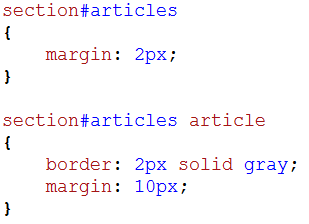 section#articles
{
    margin: 2px;
}

section#articles article
{
    border: 2px solid gray;
    margin: 10px;
}